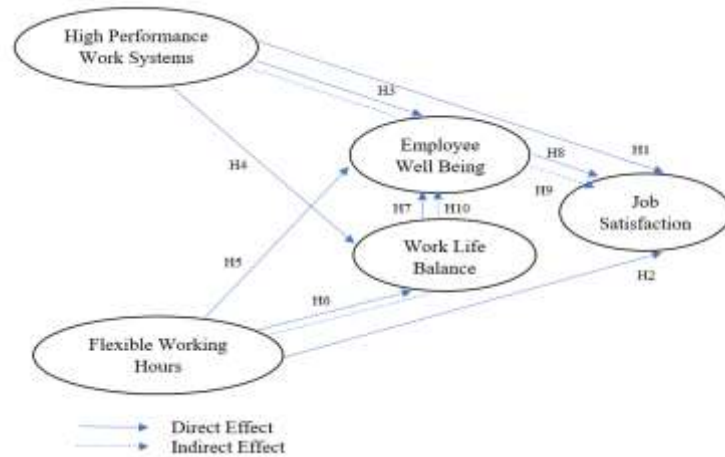 High Performance
Work Systems
H3
Employee
Well Being
H8
H1
H4
H9
Job
Satisfaction
H7
H10
Work Life
Balance
H5
H6
H2
Flexible Working
Hours
Direct Effect
Indirect Effect